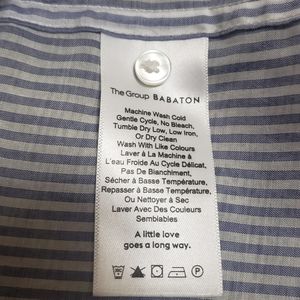 The Group BABATON
Machine Wash Cold
Gentle Cycle, No Bleach,
Tumble Dry Low, Low Iron,
Or Dry Clean
Wash With Like Colours
Laver À La Machine à
L'eau Froide Au Cycle Délicat,
Pas De Blanchiment,
Sécher à Basse Température,
Repasser à Basse Température,
Ou Nettoyage à Sec
Laver Avec Des Couleurs
Semblables
A little love
goes a long way.